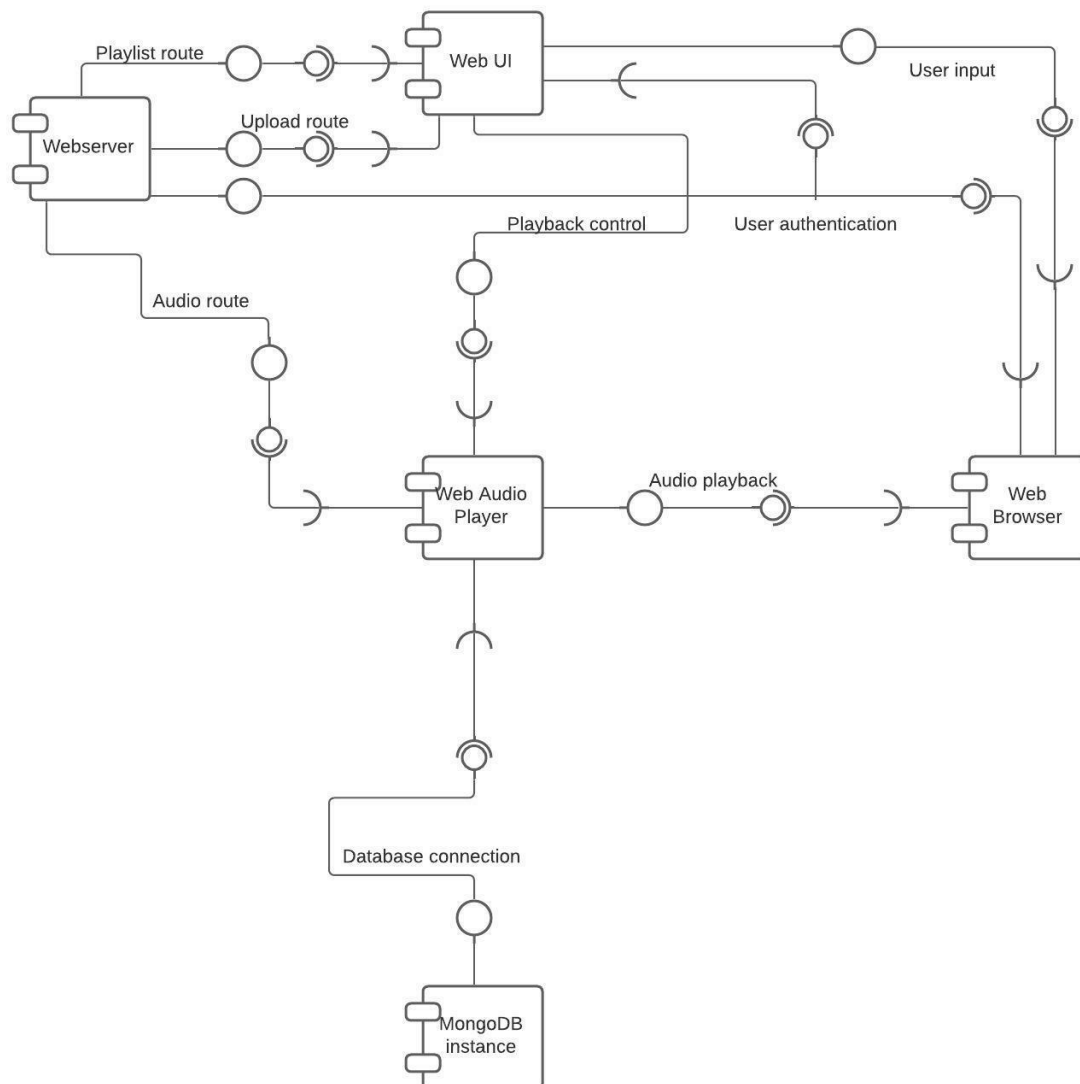 Playlist route
Web UI
User input
Upload route
Webserver
Playback control
User authentication
Audio route
Audio playback
Web Audio
Player
Web
Browser
Database connection
MongoDB
instance